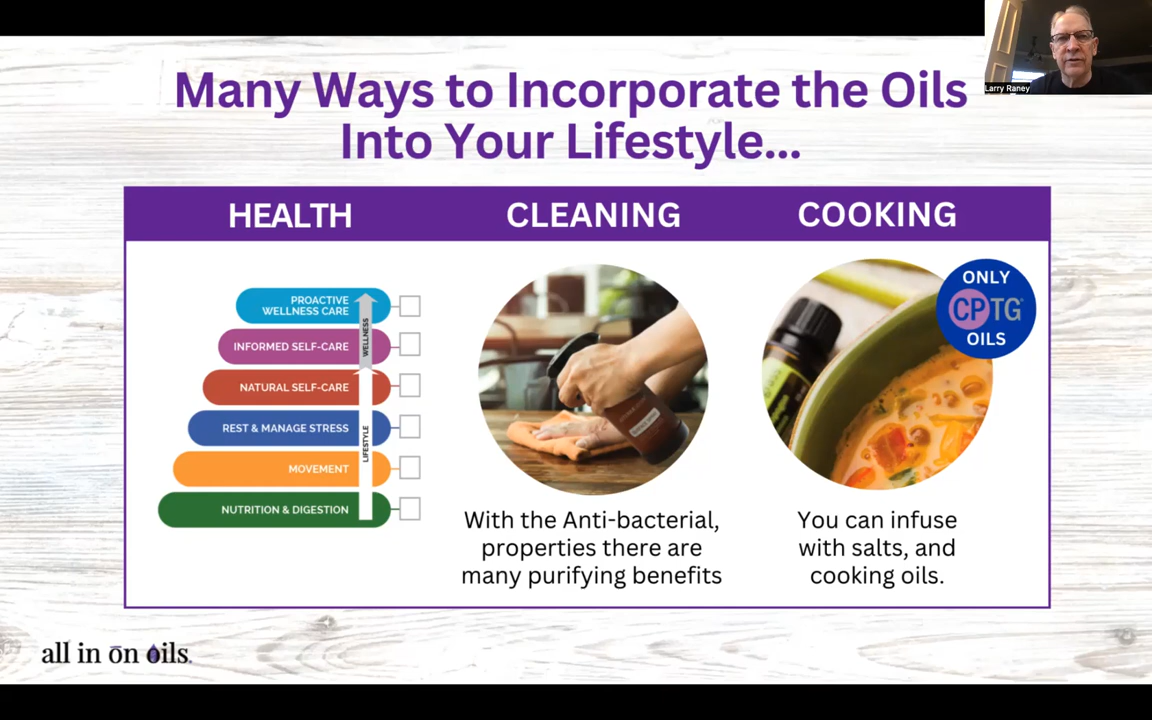 Larry Raney
Many Ways to Incorporate the Oils
Into Your Lifestyle...
HEALTH
CLEANING
COOKING
PROACTIVE
WELLNESS CARE
INFORMED SELF-CARE
NATURAL SELF-CARE
REST & MANAGE STRESS
MOVEMENT
NUTRITION & DIGESTION
WELLNESS
LIFESTYLE
With the Anti-bacterial,
properties there are
many purifying benefits
ONLY
CPTG
OILS
You can infuse
with salts, and
cooking oils.
all in ōn oils